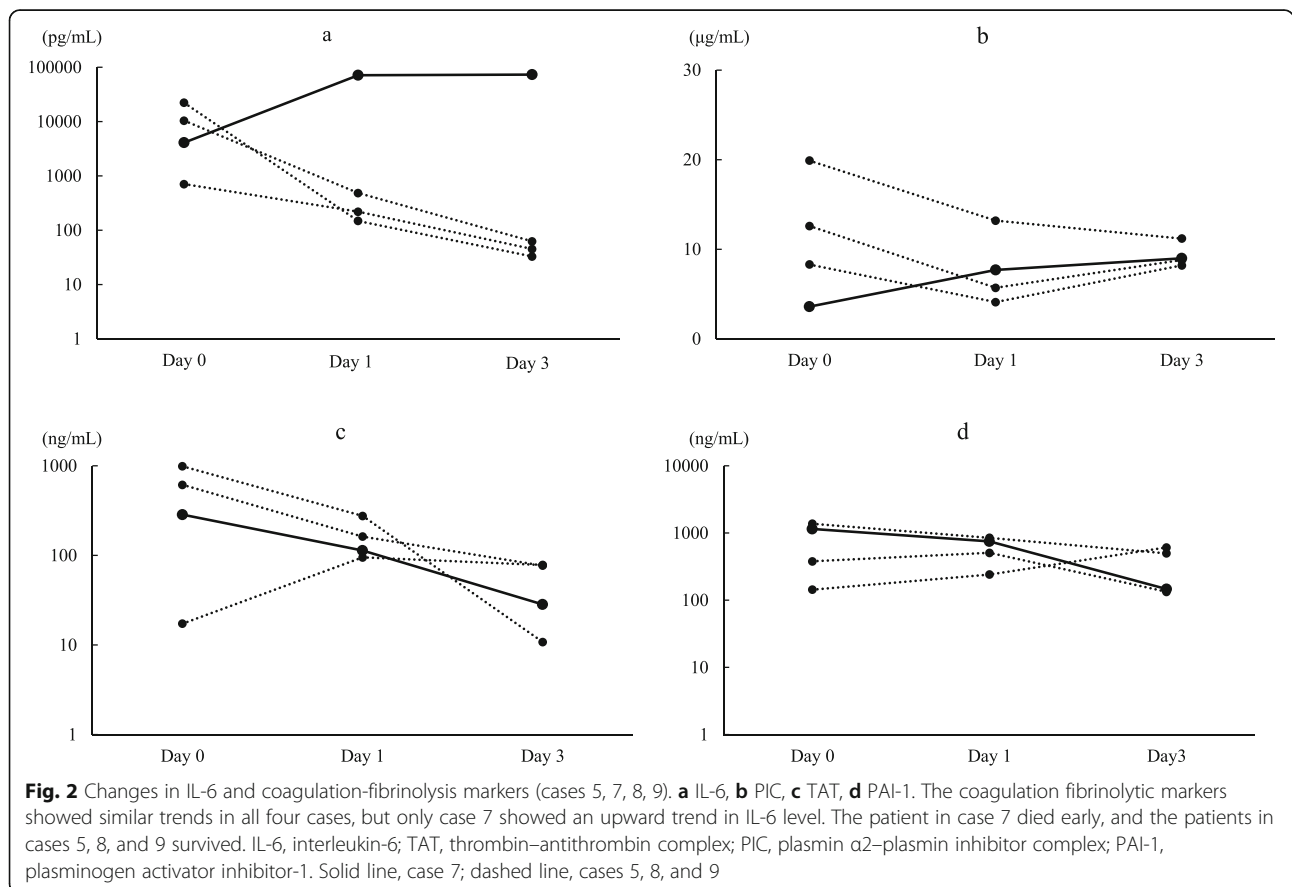 (pg/mL) a
100000
10000
1000
100
10
1
Day 0 Day 1 Day 3
(μg/mL) b
30
20
10
0
Day 0 Day 1 Day 3
(ng/mL) c
1000
100
10
1
Day 0 Day 1 Day 3
(ng/mL) d
10000
1000
100
10
1
Day 0 Day 1 Day3
Fig. 2 Changes in IL-6 and coagulation-fibrinolysis markers (cases 5, 7, 8, 9). a IL-6, b PIC, c TAT, d PAI-1. The coagulation fibrinolytic markers
showed similar trends in all four cases, but only case 7 showed an upward trend in IL-6 level. The patient in case 7 died early, and the patients in
cases 5, 8, and 9 survived. IL-6, interleukin-6; TAT, thrombin–antithrombin complex; PIC, plasmin α2–plasmin inhibitor complex; PAI-1,
plasminogen activator inhibitor-1. Solid line, case 7; dashed line, cases 5, 8, and 9